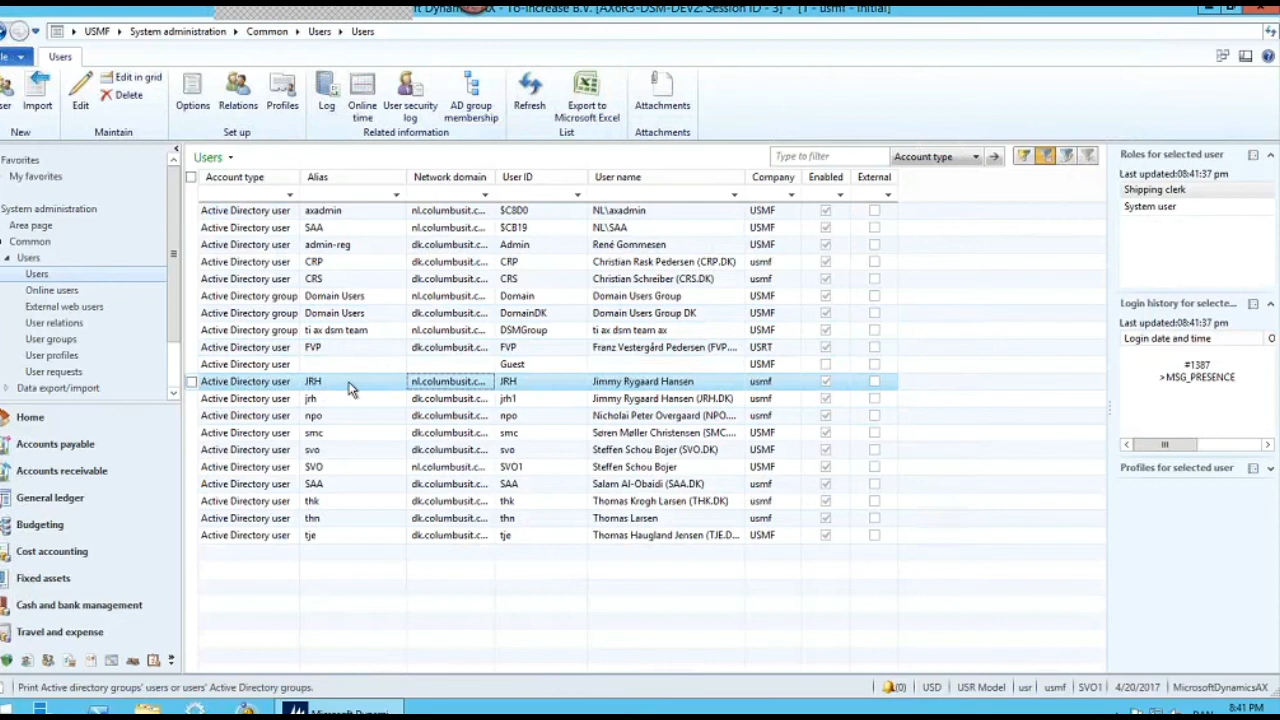 ft Dynamics AX - To-Increase B.V. [AX6R3-DSM-DEV2: Session ID - 3] - [1 - usmf - Initial]
USMF System administration Common Users Users
Users
Import Edit Edit in grid Delete Options Relations Profiles Log Online time User security log AD group membership Refresh Export to Microsoft Excel Attachments
New Maintain Set up Related information List Attachments
Favorites
My favorites
System administration
Area page
Common
Users
Users
Online users
External web users
User relations
User groups
User profiles
User requests
Data export/import
Home
Accounts payable
Accounts receivable
General ledger
Budgeting
Cost accounting
Fixed assets
Cash and bank management
Travel and expense
Users Type to filter Account type
Account type Alias Network domain User ID User name Company Enabled External
Active Directory user axadmin nl.columbusit.c... $C8D0 NL\axadmin USMF
Active Directory user SAA nl.columbusit.c... $CB19 NL\SAA USMF
Active Directory user admin-reg dk.columbusit.c... Admin René Gommesen USMF
Active Directory user CRP dk.columbusit.c... CRP Christian Rask Pedersen (CRP.DK) usmf
Active Directory user CRS dk.columbusit.c... CRS Christian Schreiber (CRS.DK) USMF
Active Directory group Domain Users nl.columbusit.c... Domain Domain Users Group USMF
Active Directory group Domain Users dk.columbusit.c... DomainDK Domain Users Group DK USMF
Active Directory group ti ax dsm team nl.columbusit.c... DSMGroup ti ax dsm team ax USMF
Active Directory user FVP dk.columbusit.c... FVP Franz Vestergård Pedersen (FVP.... USRT
Active Directory user Guest
Active Directory user JRH nl.columbusit.c... JRH Jimmy Rygaard Hansen usmf
Active Directory user jrh dk.columbusit.c... jrh1 Jimmy Rygaard Hansen (JRH.DK) usmf
Active Directory user npo dk.columbusit.c... npo Nicholai Peter Overgaard (NPO.... USMF
Active Directory user smc dk.columbusit.c... smc Søren Møller Christensen (SMC.... USMF
Active Directory user svo dk.columbusit.c... svo Steffen Schou Bojer (SVO.DK) usmf
Active Directory user SVO nl.columbusit.c... SVO1 Steffen Schou Bojer USMF
Active Directory user SAA dk.columbusit.c... SAA Salam Al-Obaidi (SAA.DK) USMF
Active Directory user thk dk.columbusit.c... thk Thomas Krogh Larsen (THK.DK) usmf
Active Directory user thn dk.columbusit.c... thn Thomas Larsen usmf
Active Directory user tje dk.columbusit.c... tje Thomas Haugland Jensen (TJE.D... USMF
Roles for selected user
Last updated:08:41:37 pm
Shipping clerk
System user
Login history for selecte...
Last updated:08:41:37 pm
Login date and time
#1387
>MSG_PRESENCE
Profiles for selected user
Print Active directory groups' users or users' Active Directory groups. (0) USD USR Model usr usmf SVO1 4/20/2017 MicrosoftDynamicsAX
Microsoft Dynami... DAN 8:41 PM